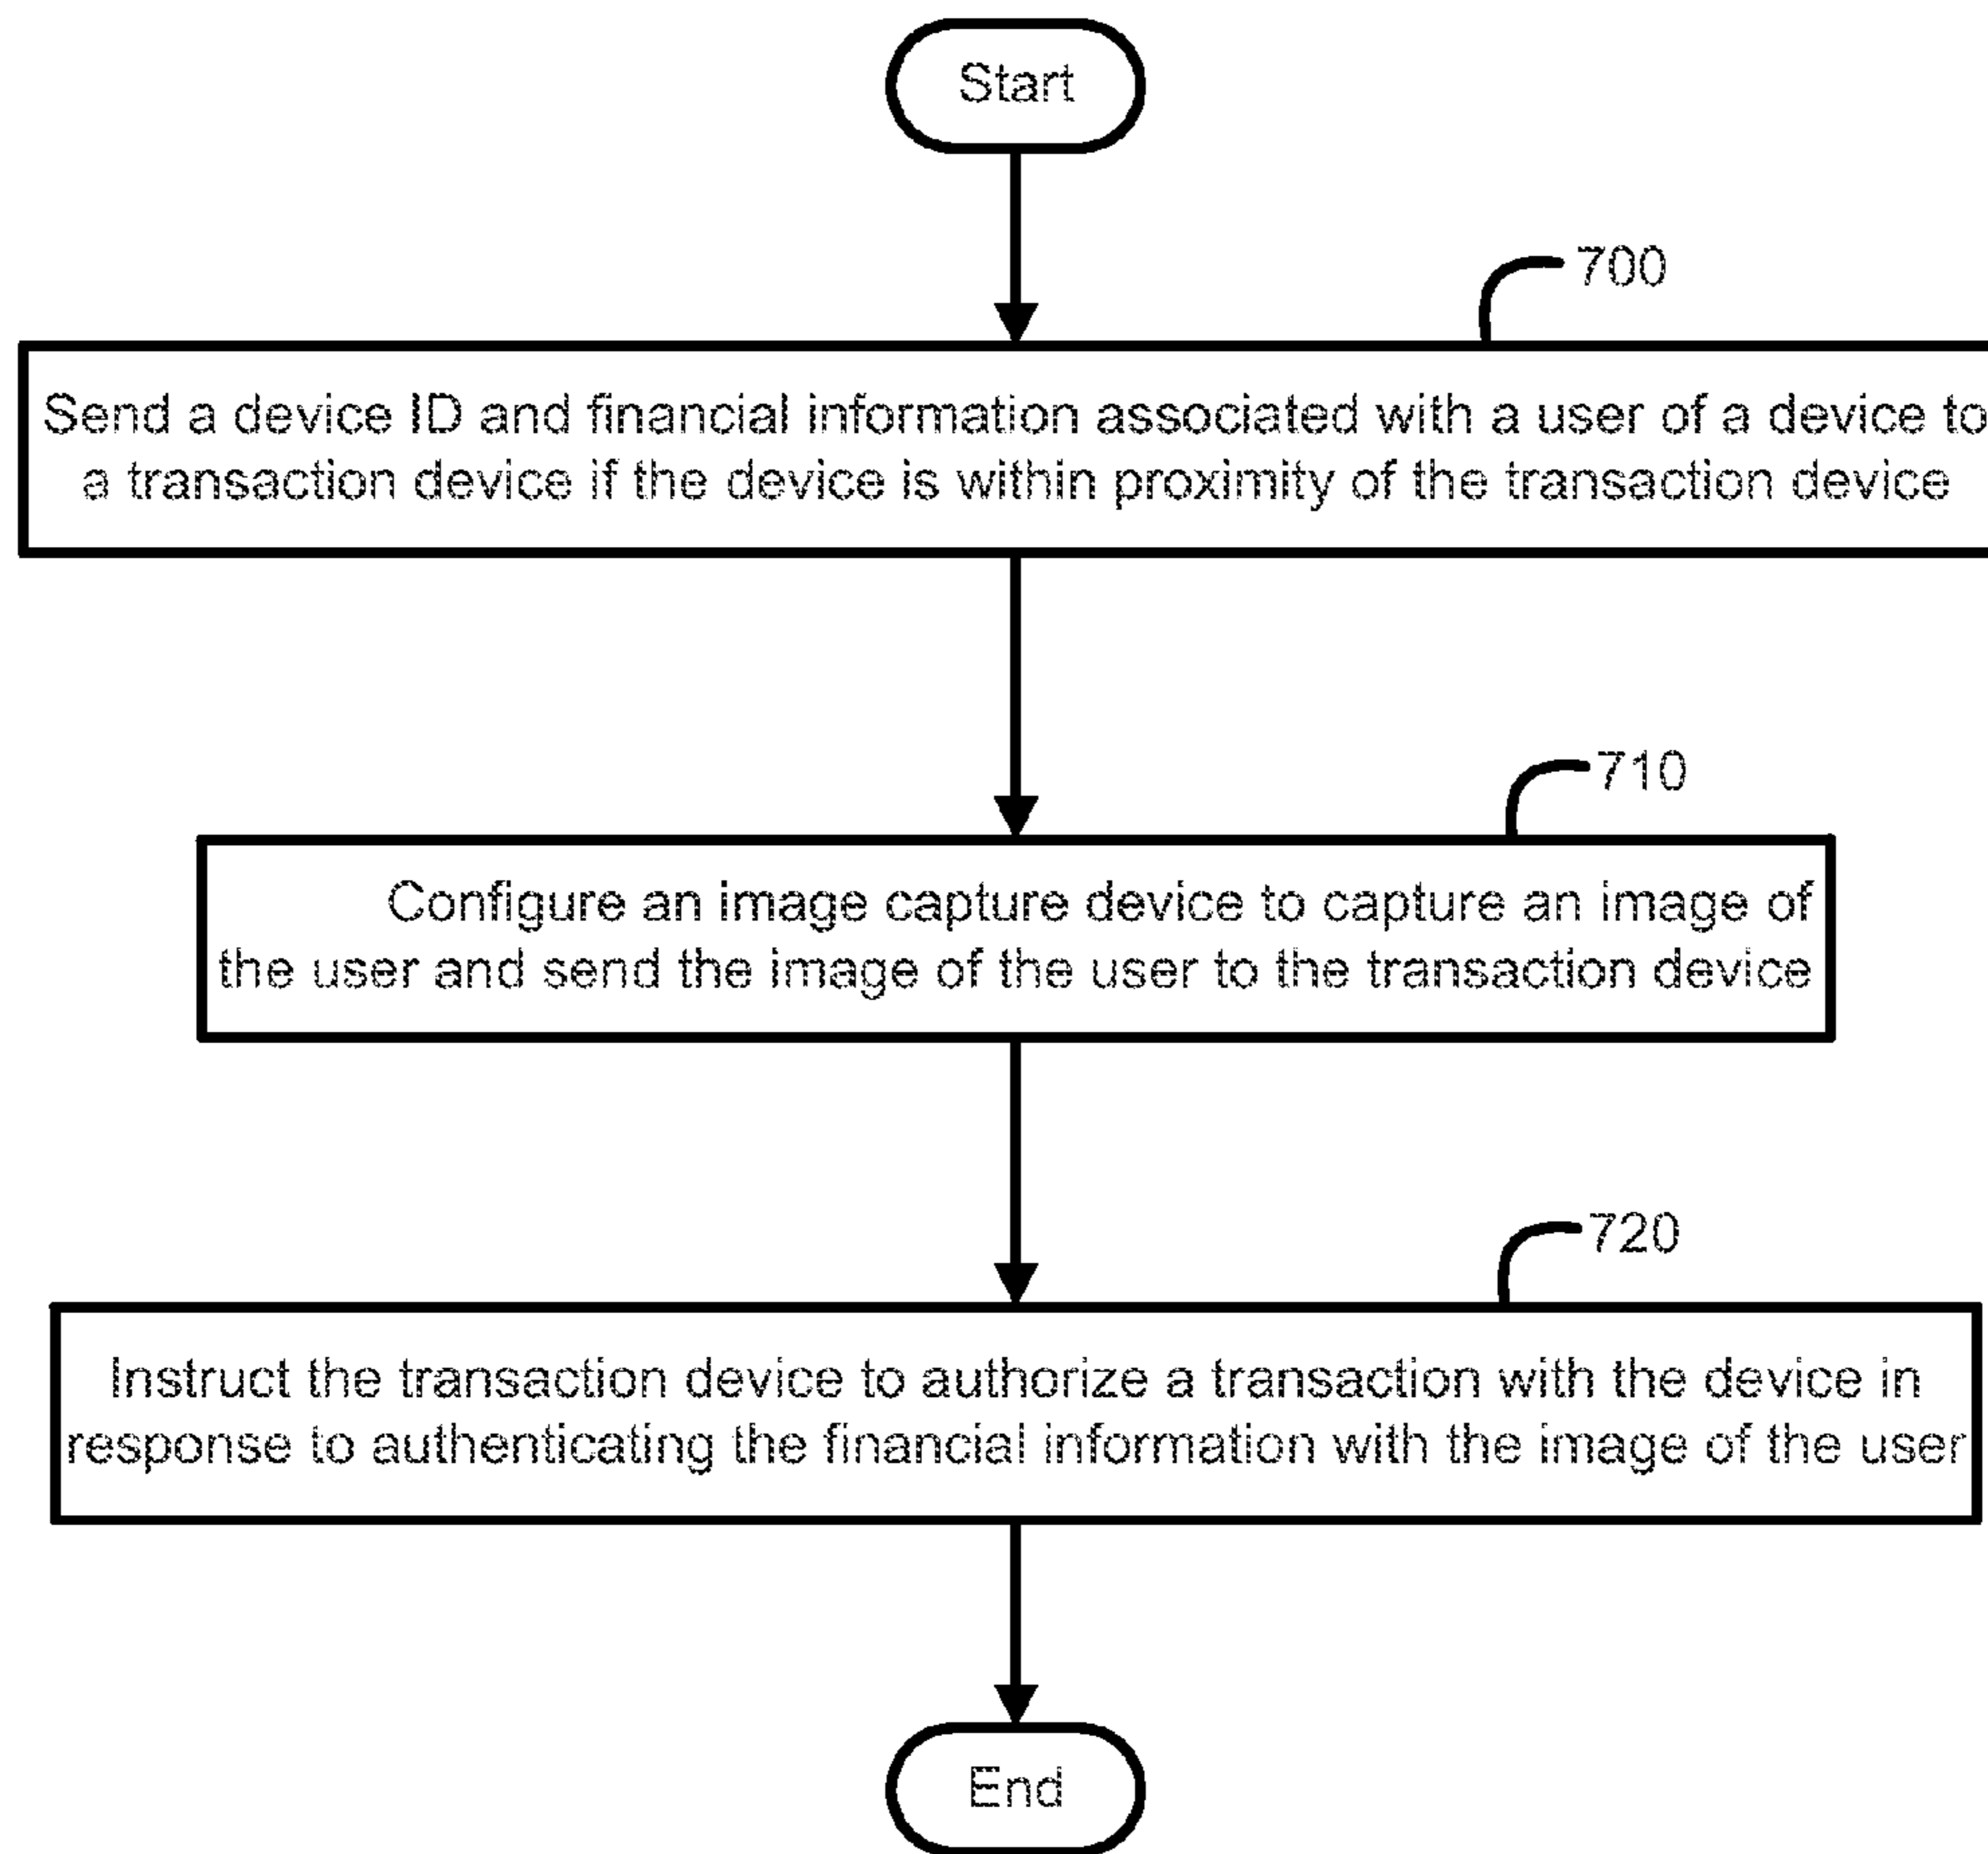 Start
700
Send a device ID and financial information associated with a user of a device to
a transaction device if the device is within proximity of the transaction device
710
Configure an image capture device to capture an image of
the user and send the image of the user to the transaction device
720
Instruct the transaction device to authorize a transaction with the device in
response to authenticating the financial information with the image of the user
End